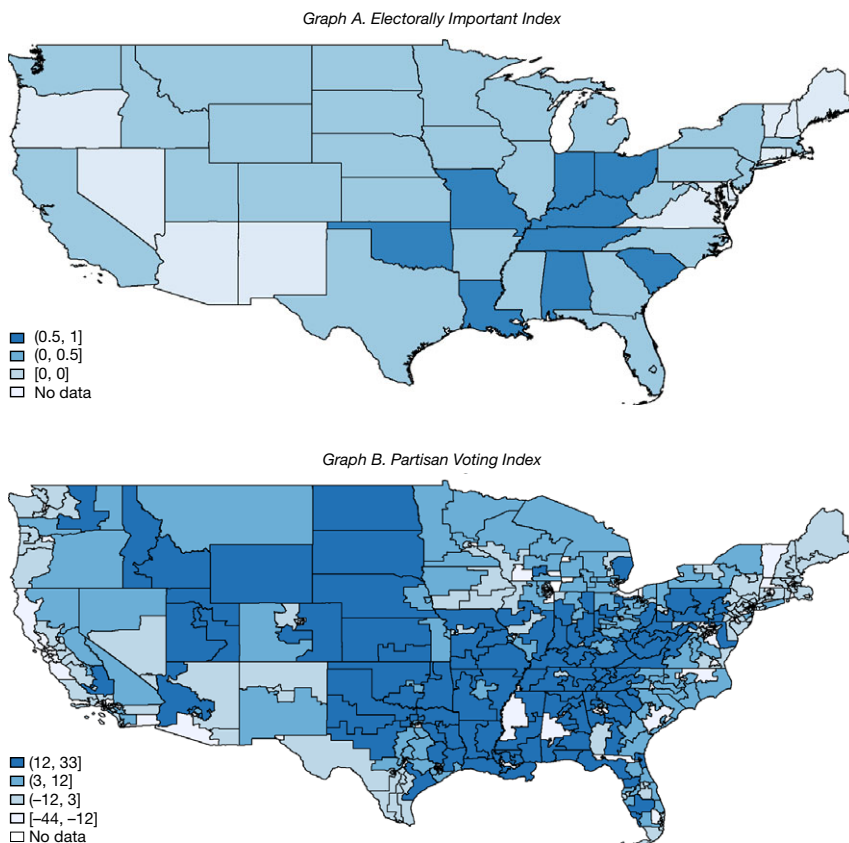 Graph A. Electorally Important Index
(0.5, 1]
(0, 0.5]
[0, 0]
No data
Graph B. Partisan Voting Index
(12, 33]
(3, 12]
(–12, 3]
[–44, –12]
No data